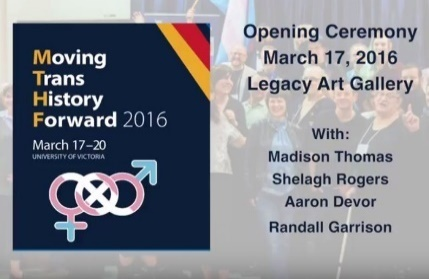 Moving
Trans
History
Forward 2016
March 17–20
UNIVERSITY OF VICTORIA
Opening Ceremony
March 17, 2016
Legacy Art Gallery
With:
Madison Thomas
Shelagh Rogers
Aaron Devor
Randall Garrison